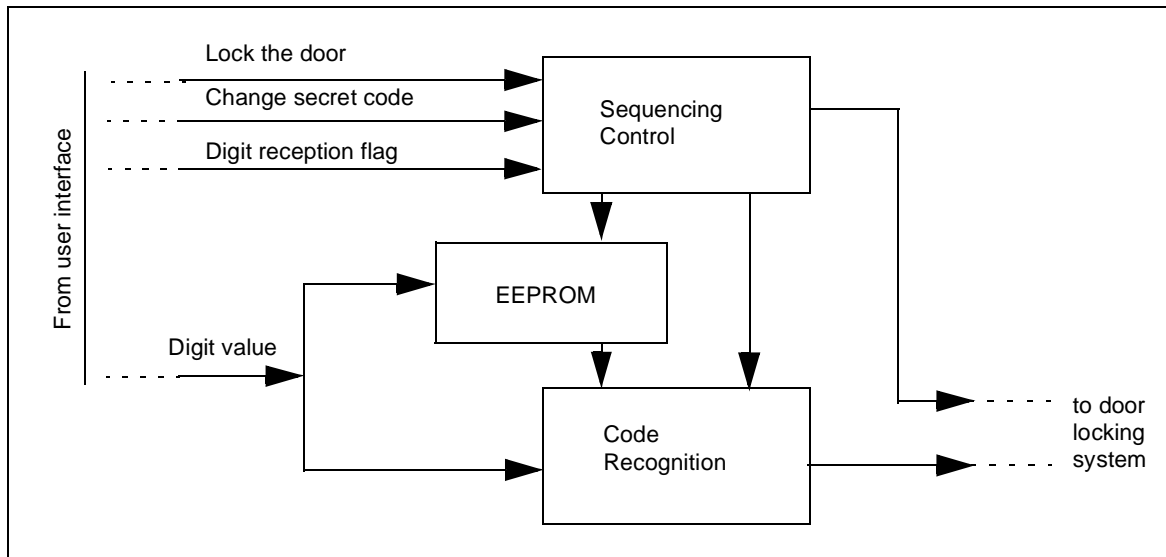 Lock the door
Change secret code
Digit reception flag
From user interface
Sequencing
Control
EEPROM
Digit value
Code
Recognition
to door
locking
system